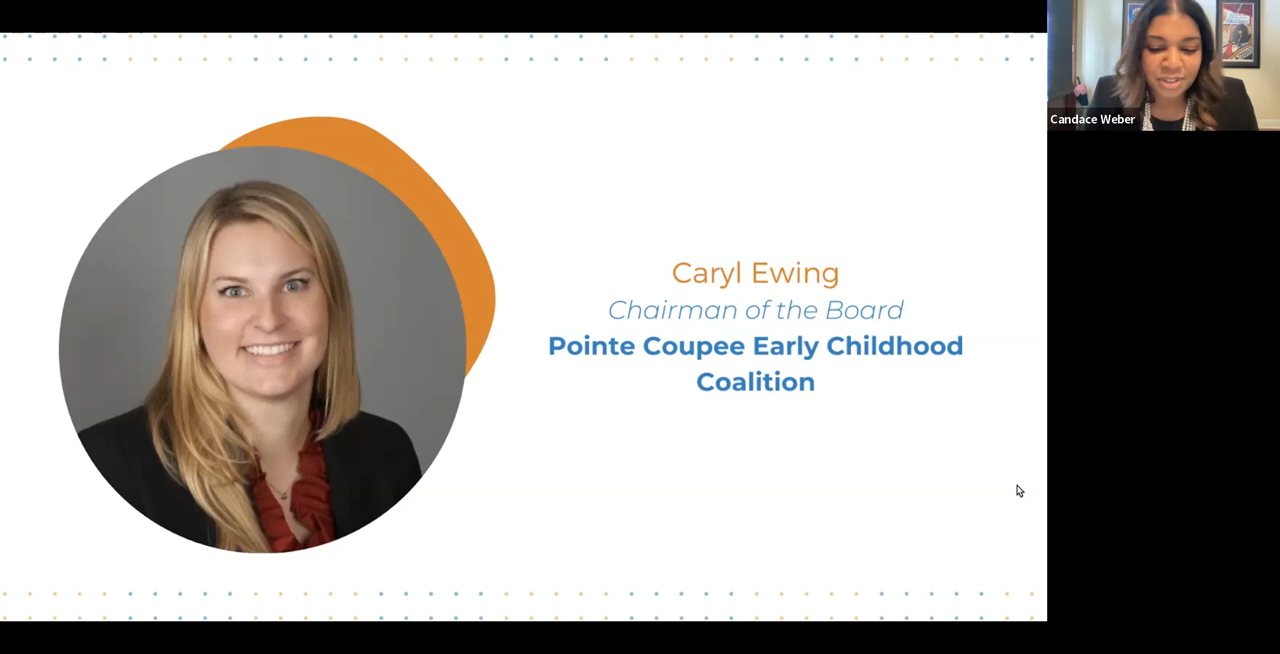 Caryl Ewing
Chairman of the Board
Pointe Coupee Early Childhood
Coalition
Candace Weber